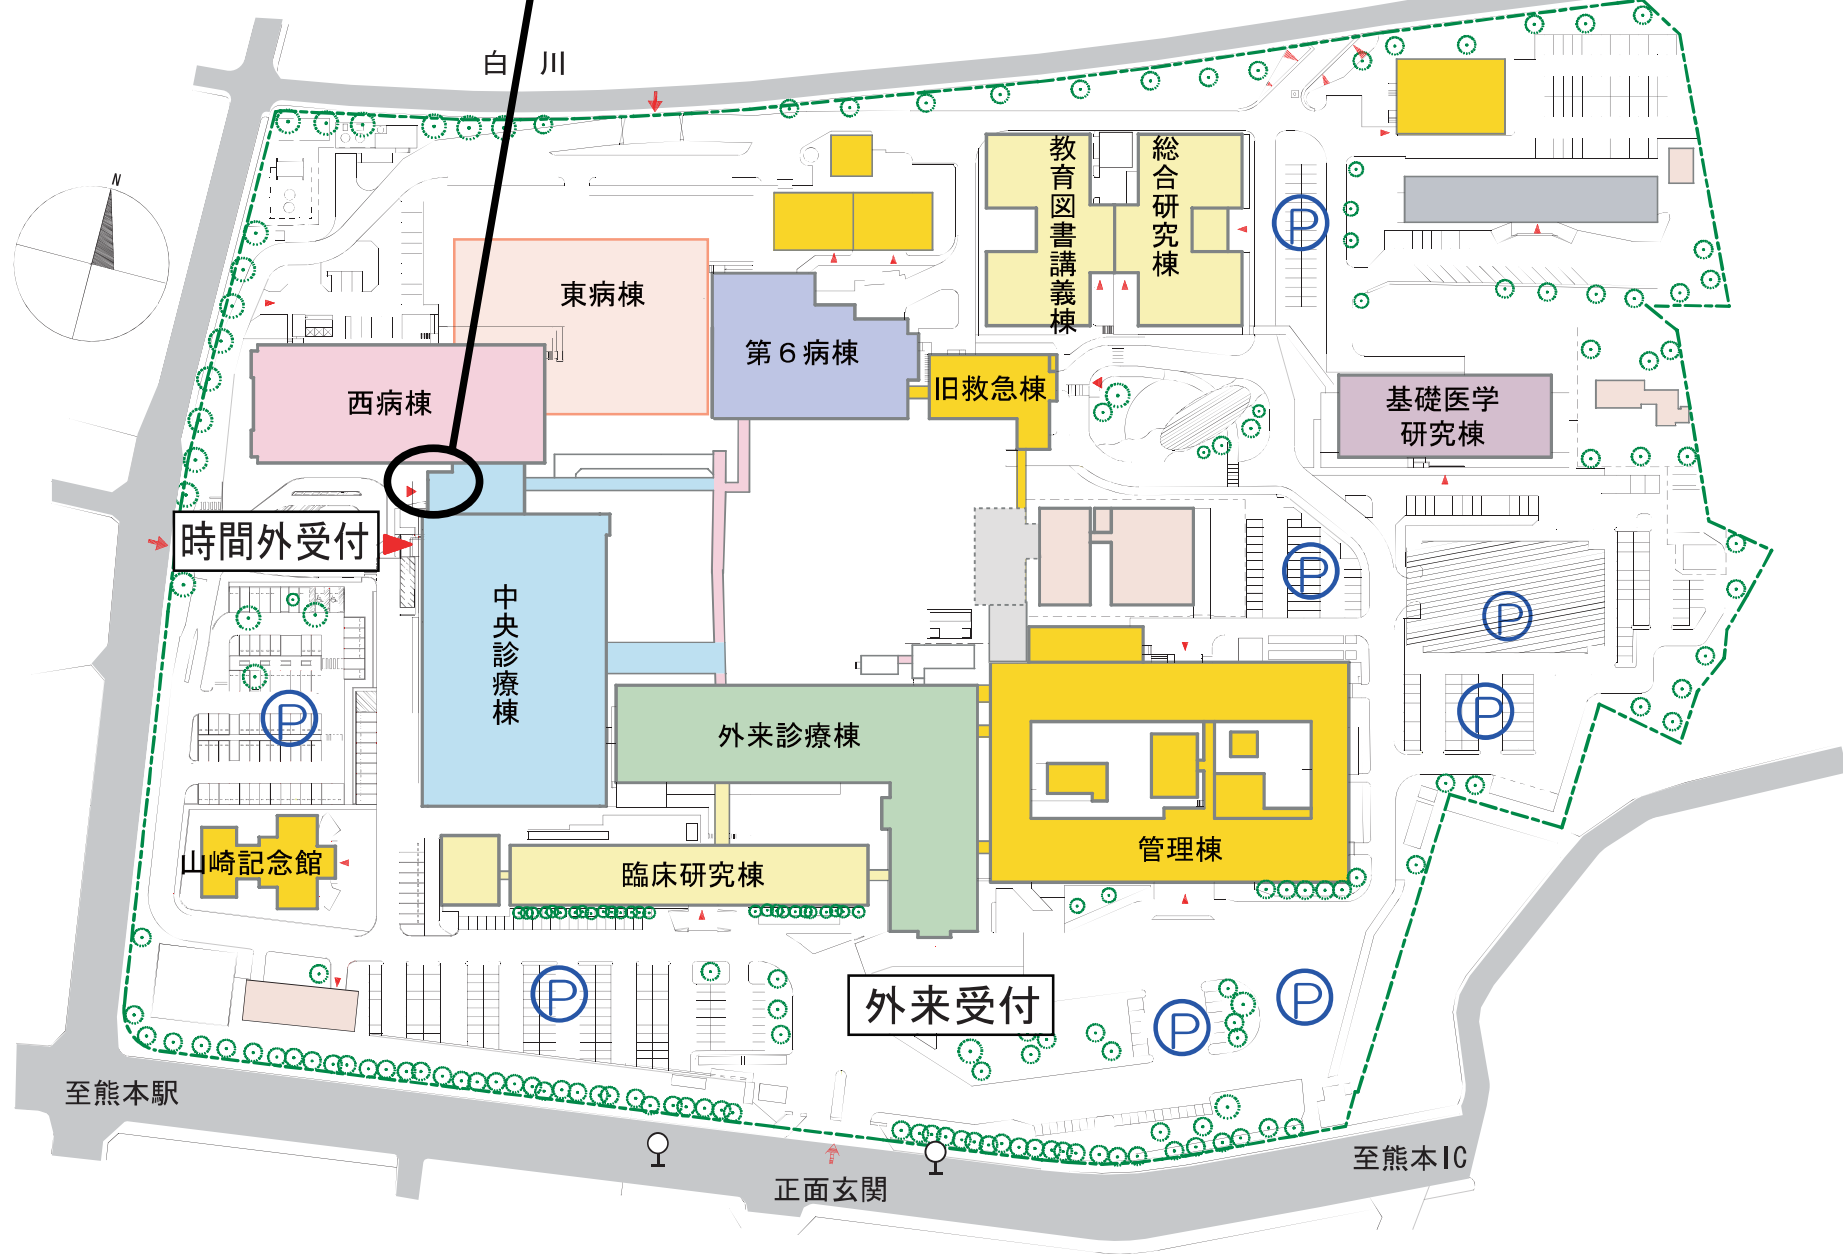 白川
N
教育図書講義棟
総合研究棟
Ⓟ
東病棟
第6病棟
西病棟
旧救急棟
基礎医学
研究棟
時間外受付
Ⓟ
中央診療棟
Ⓟ
Ⓟ
Ⓟ
外来診療棟
管理棟
山崎記念館
臨床研究棟
Ⓟ
外来受付
Ⓟ
Ⓟ
至熊本駅
至熊本IC
正面玄関